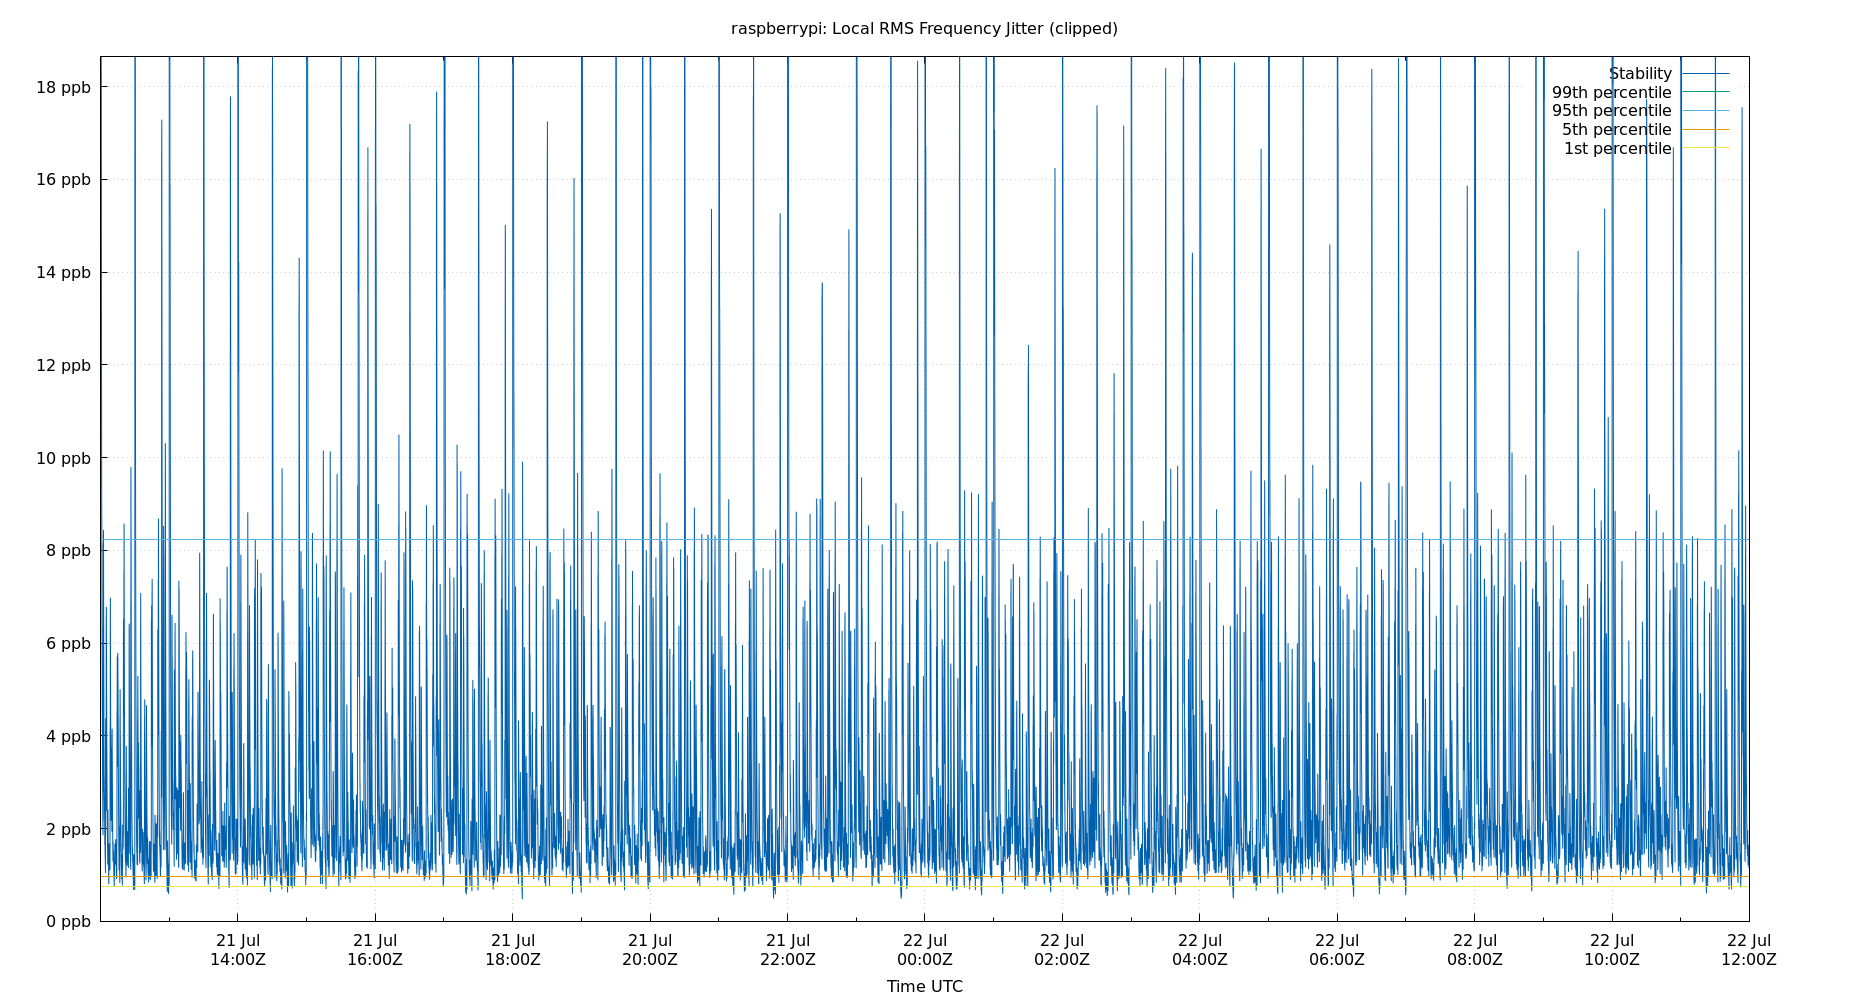 raspberrypi: Local RMS Frequency Jitter (clipped)
Stability
99th percentile
95th percentile
5th percentile
1st percentile
18 ppb
16 ppb
14 ppb
12 ppb
10 ppb
8 ppb
6 ppb
4 ppb
2 ppb
0 ppb
21 Jul 21 Jul 21 Jul 21 Jul 21 Jul 22 Jul 22 Jul 22 Jul 22 Jul 22 Jul 22 Jul 22 Jul
14:00Z 16:00Z 18:00Z 20:00Z 22:00Z 00:00Z 02:00Z 04:00Z 06:00Z 08:00Z 10:00Z 12:00Z
Time UTC